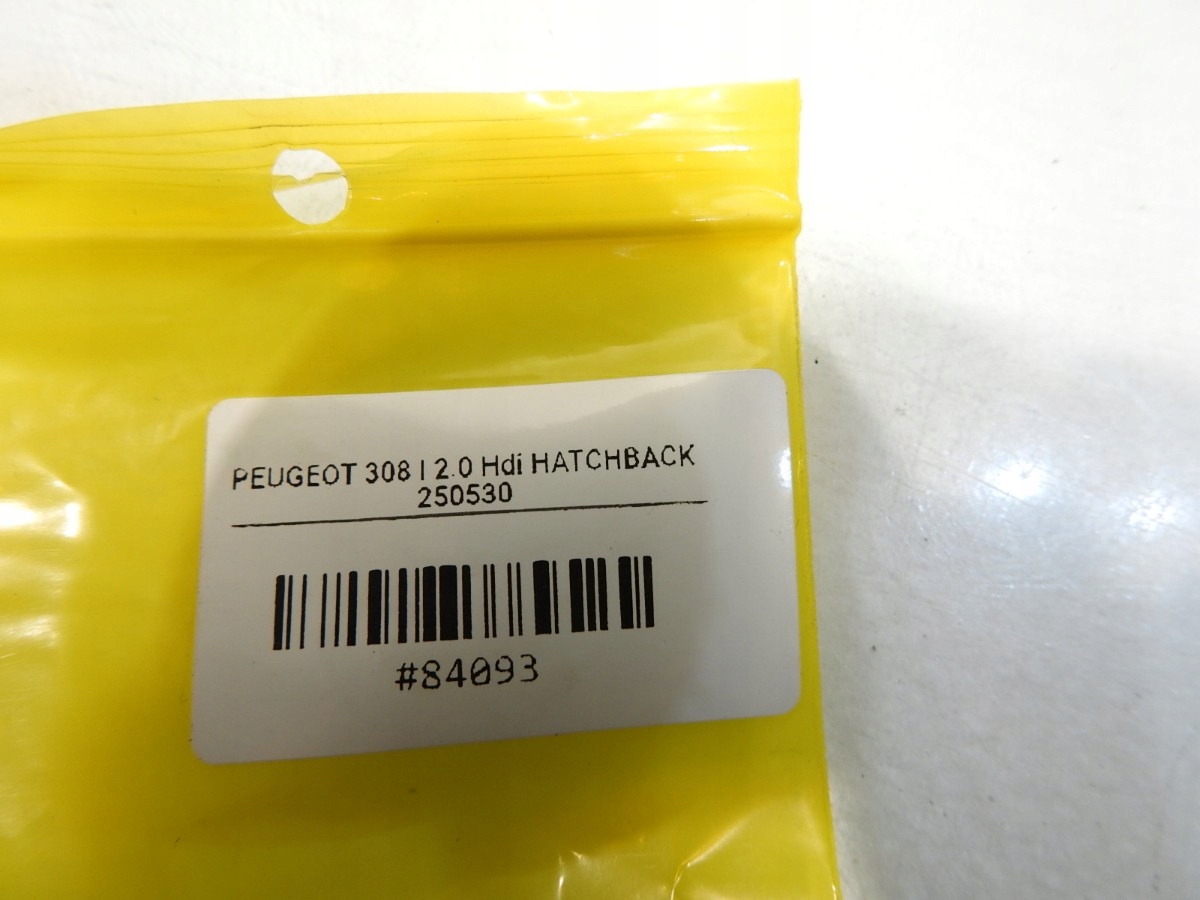 PEUGEOT 308 I 2.0 Hdi HATCHBACK
250530
#84093